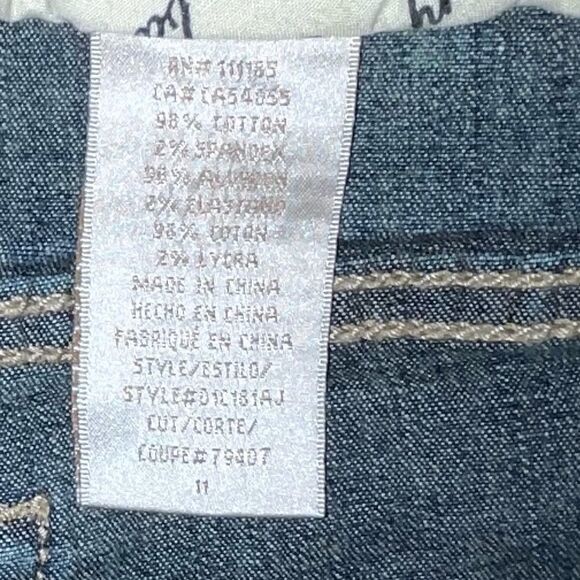 RN# 111185
CA# CA54855
98% COTTON
2% SPANDEX
98% ALGODON
2% ELASTANO
98% COTON
2% LYCRA
MADE IN CHINA
HECHO EN CHINA
FABRIQUÉ EN CHINA
STYLE/ESTILO/
STYLE#D1C181AJ
CUT/CORTE/
COUPE# 79407
11